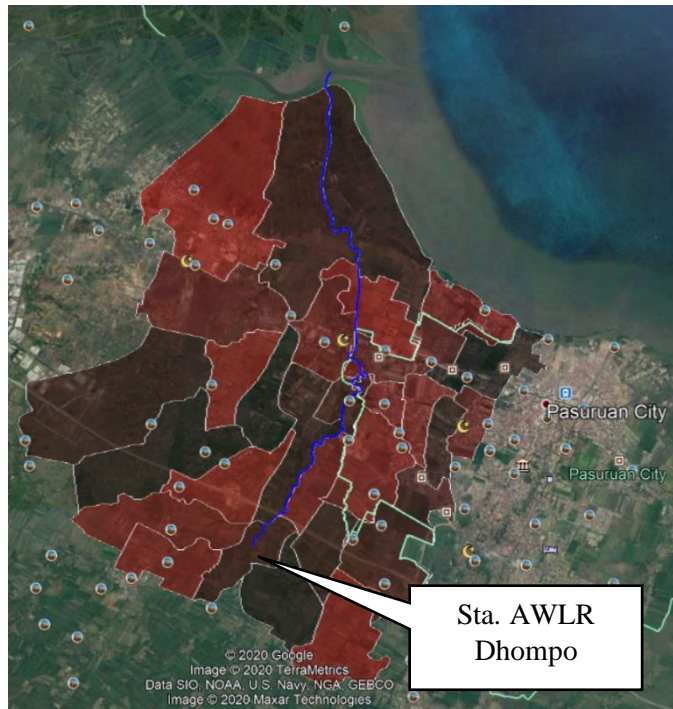 Pasuruan City
Pasuruan City
Sta. AWLR
Dhompo
© 2020 Google
Image © 2020 TerraMetrics
Data SIO, NOAA, U.S. Navy, NGA, GEBCO
Image © 2020 Maxar Technologies